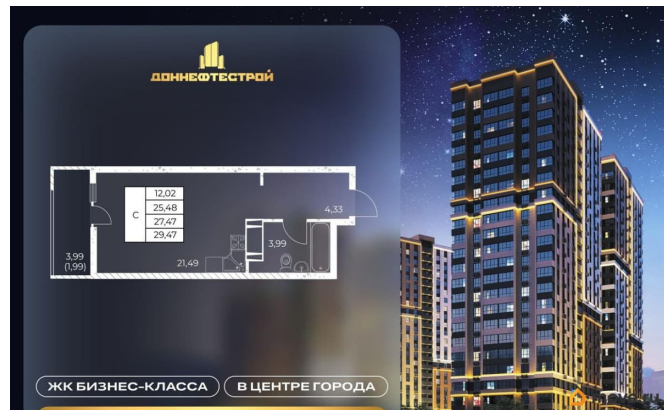 ДОННЕФТЕСТРОЙ
С
12,02
25,48
27,47
29,47
4,33
3,99
(1,99)
21,49
3,99
ЖК БИЗНЕС-КЛАССА
В ЦЕНТРЕ ГОРОДА